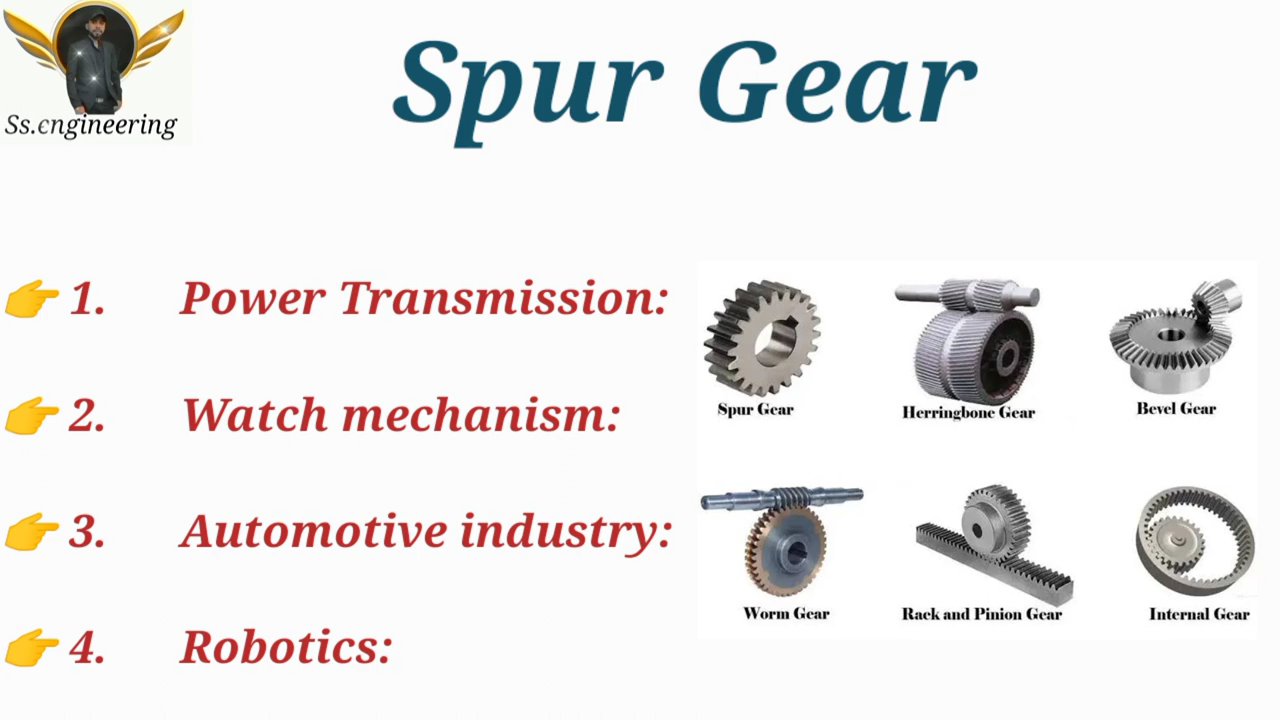 Ss.engineering
Spur Gear
👉 1. Power Transmission:
👉 2. Watch mechanism:
👉 3. Automotive industry:
👉 4. Robotics:
Spur Gear
Herringbone Gear
Bevel Gear
Worm Gear
Rack and Pinion Gear
Internal Gear